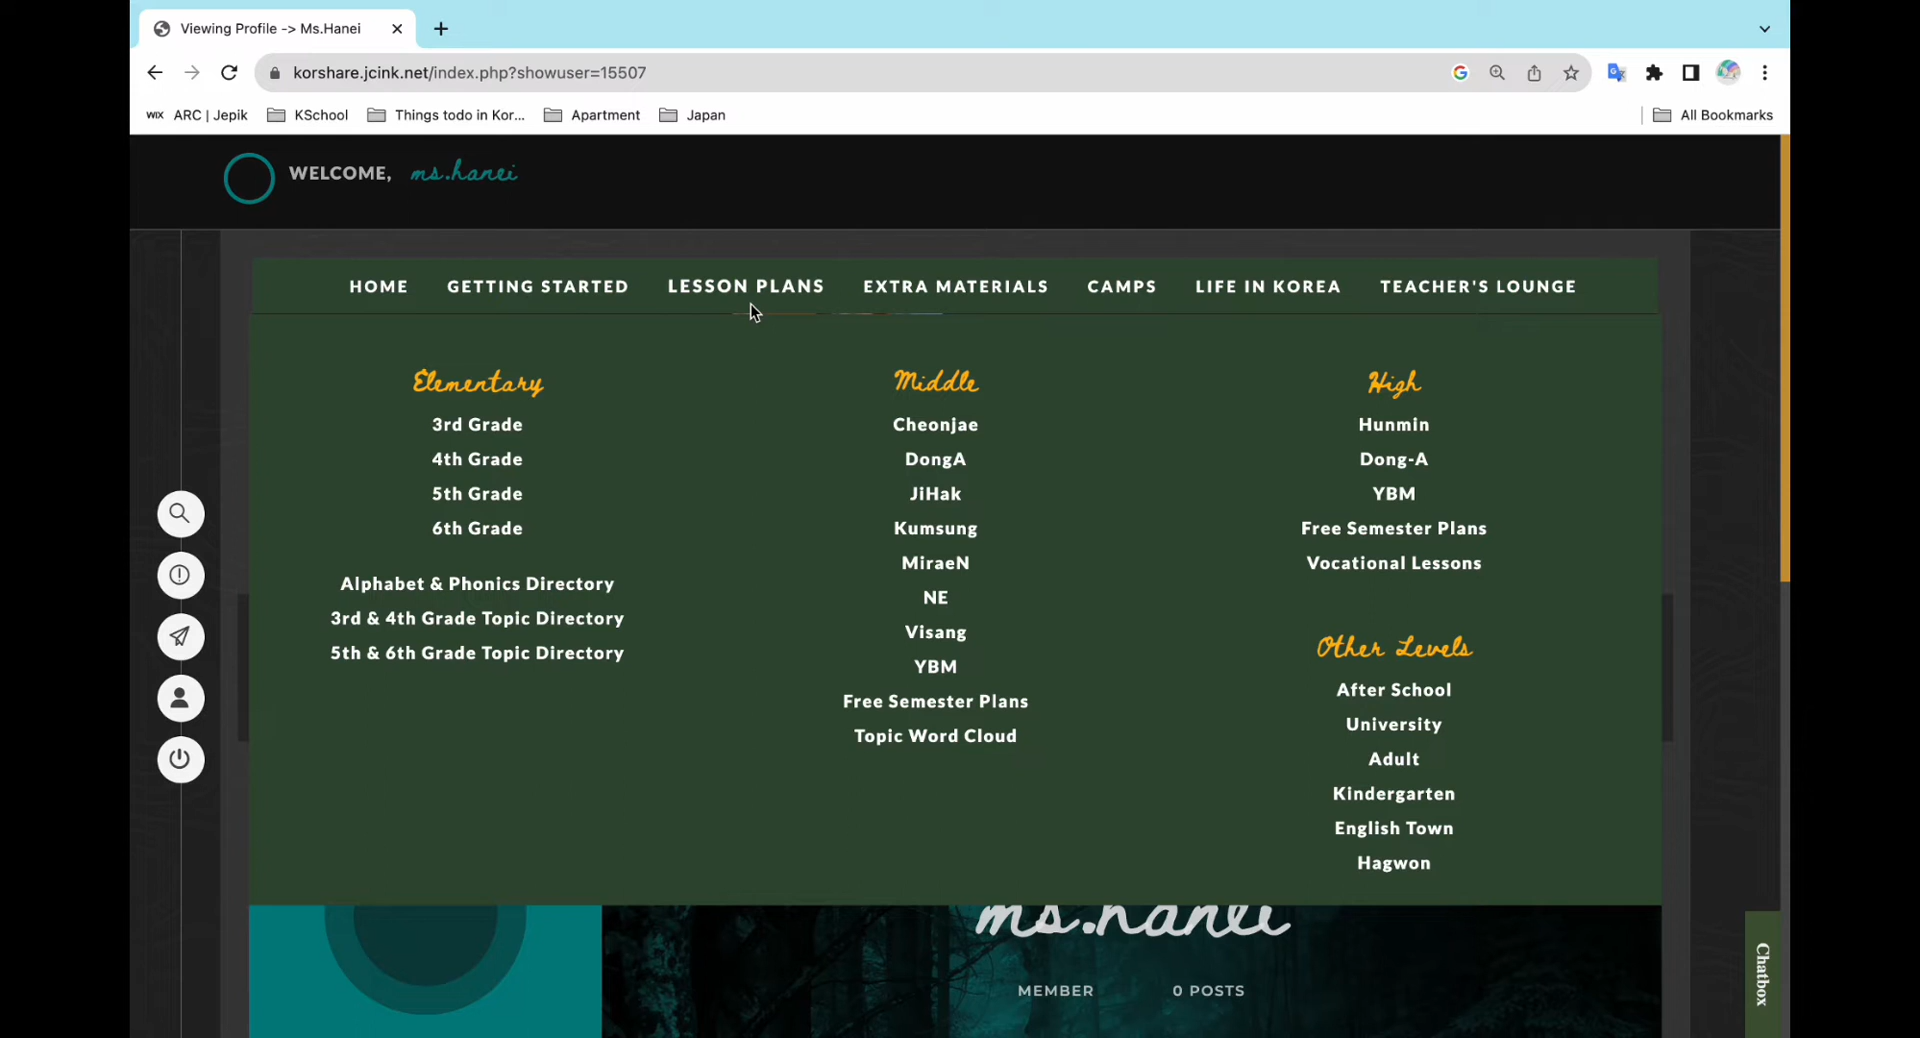 Viewing Profile -> Ms.Hanei
korshare.jcink.net/index.php?showuser=15507
WIX ARC | Jepik KSchool Things todo in Kor... Apartment Japan All Bookmarks
WELCOME, ms.hanei
HOME GETTING STARTED LESSON PLANS EXTRA MATERIALS CAMPS LIFE IN KOREA TEACHER'S LOUNGE
Elementary
3rd Grade
4th Grade
5th Grade
6th Grade
Alphabet & Phonics Directory
3rd & 4th Grade Topic Directory
5th & 6th Grade Topic Directory
Middle
Cheonjae
DongA
JiHak
Kumsung
MiraeN
NE
Visang
YBM
Free Semester Plans
Topic Word Cloud
High
Hunmin
Dong-A
YBM
Free Semester Plans
Vocational Lessons
Other Levels
After School
University
Adult
Kindergarten
English Town
Hagwon
ms.hanei
MEMBER 0 POSTS
Chatbox